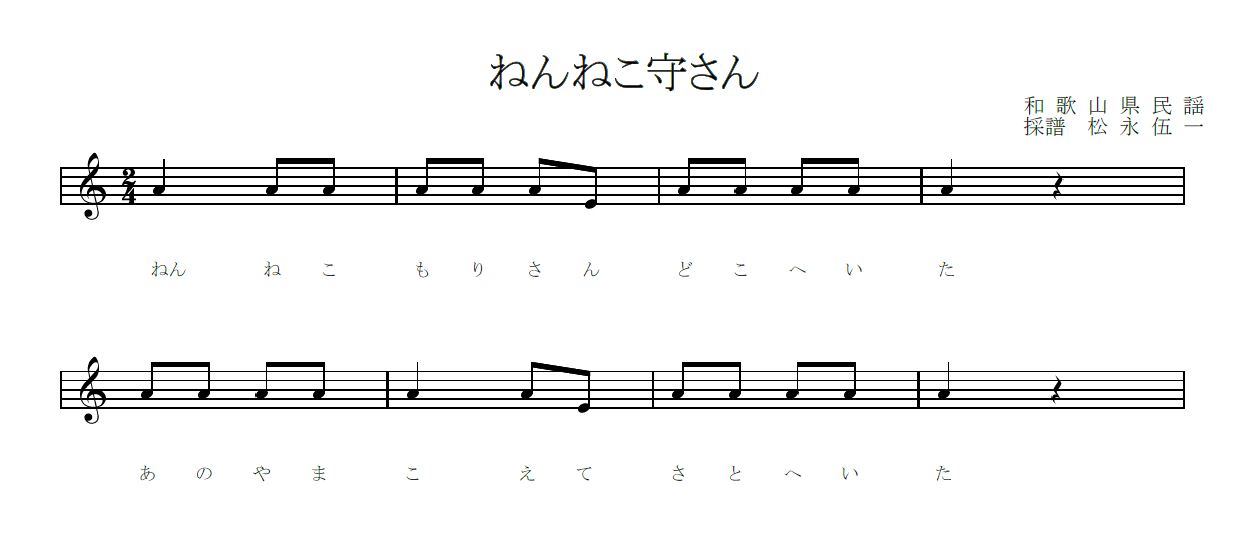 ねんねこ守さん
和歌山県民謡
採譜 松永伍一
2
4
ねん ね こ も り さ ん ど こ へ い た
あ の や ま こ え て さ と へ い た